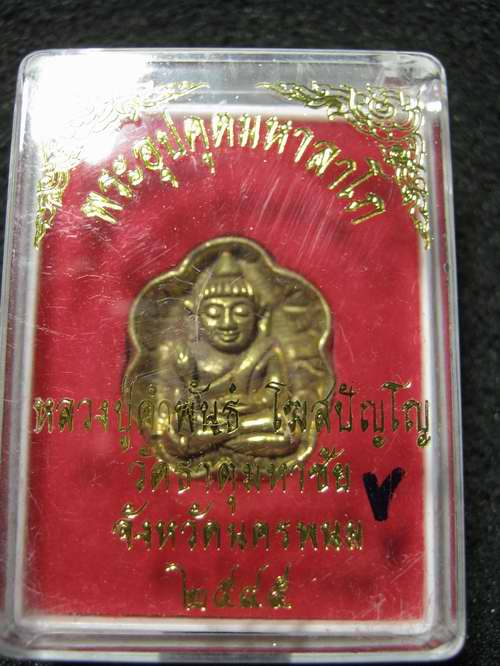 พระอุปคุตมหาลาโภ
หลวงปู่คำพันธ์ โฆสปัญโญ
วัดธาตุมหาชัย
จังหวัดนครพนม
๒๕๔๕